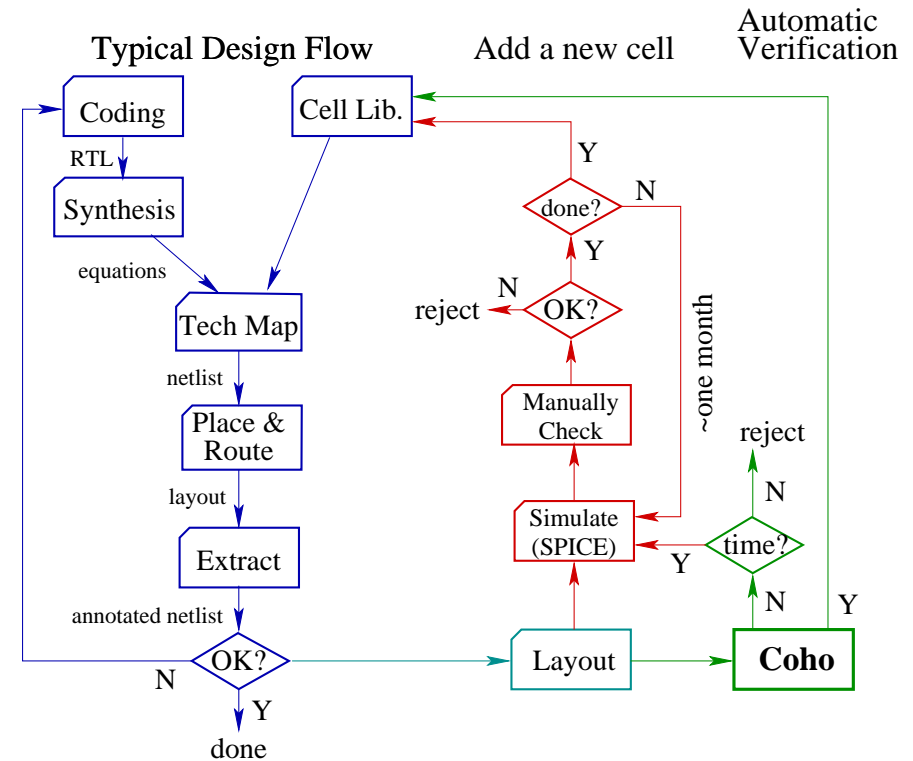 Typical Design Flow
Add a new cell
Automatic
Verification
Coding
Cell Lib.
RTL
Y
Synthesis
done?
N
equations
Y
N
reject
OK?
Tech Map
~one month
netlist
Manually
Check
Place &
Route
reject
layout
N
Simulate
(SPICE)
time?
Extract
Y
annotated netlist
N
Y
OK?
Layout
Coho
N
Y
done